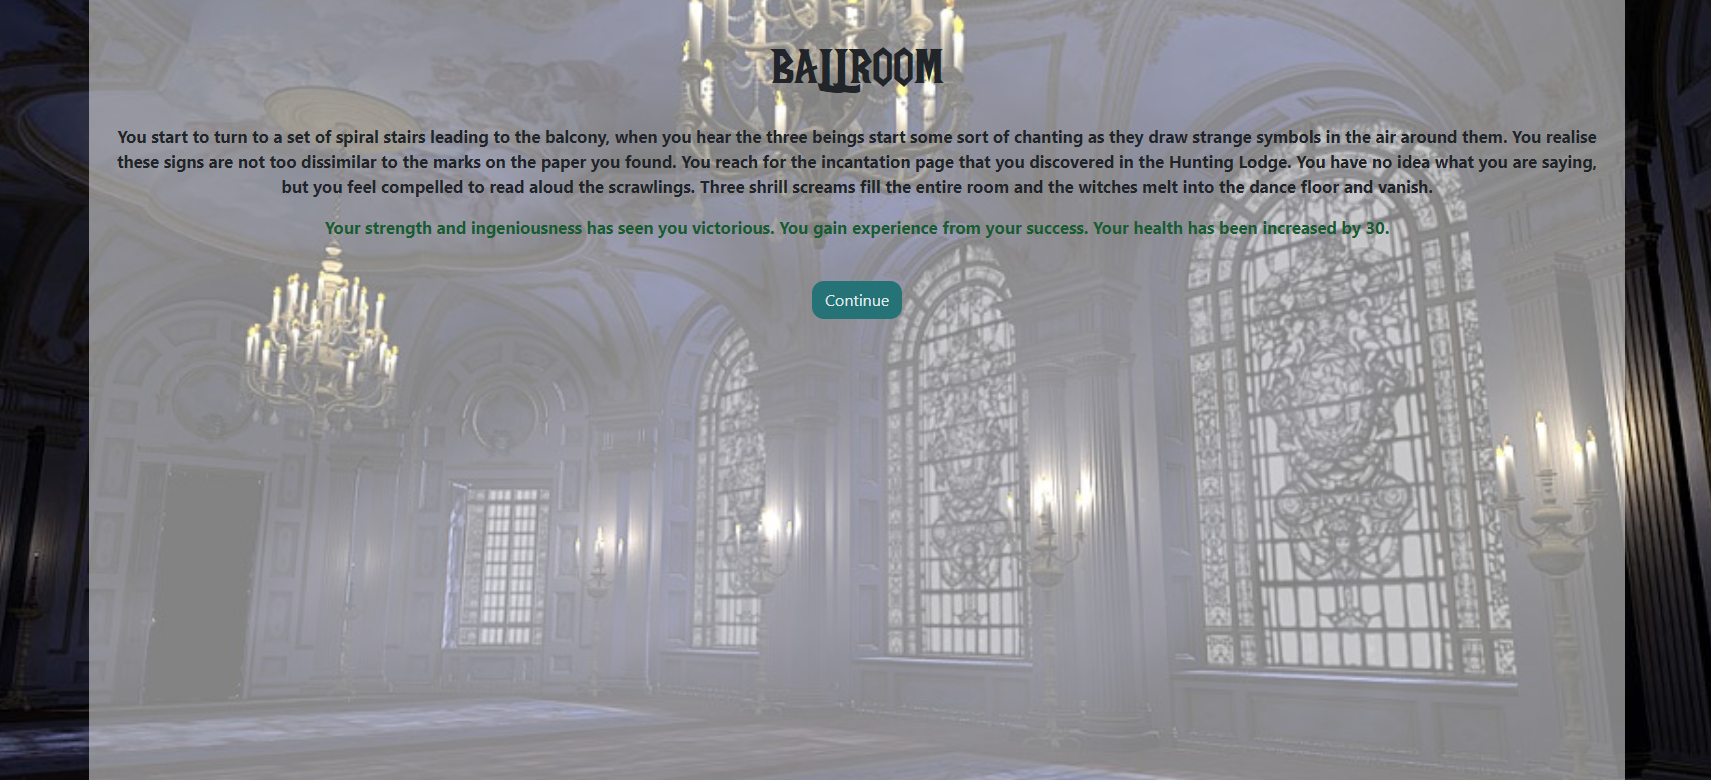 BALLROOM
You start to turn to a set of spiral stairs leading to the balcony, when you hear the three beings start some sort of chanting as they draw strange symbols in the air around them. You realise
these signs are not too dissimilar to the marks on the paper you found. You reach for the incantation page that you discovered in the Hunting Lodge. You have no idea what you are saying,
but you feel compelled to read aloud the scrawlings. Three shrill screams fill the entire room and the witches melt into the dance floor and vanish.
Your strength and ingeniousness has seen you victorious. You gain experience from your success. Your health has been increased by 30.
Continue